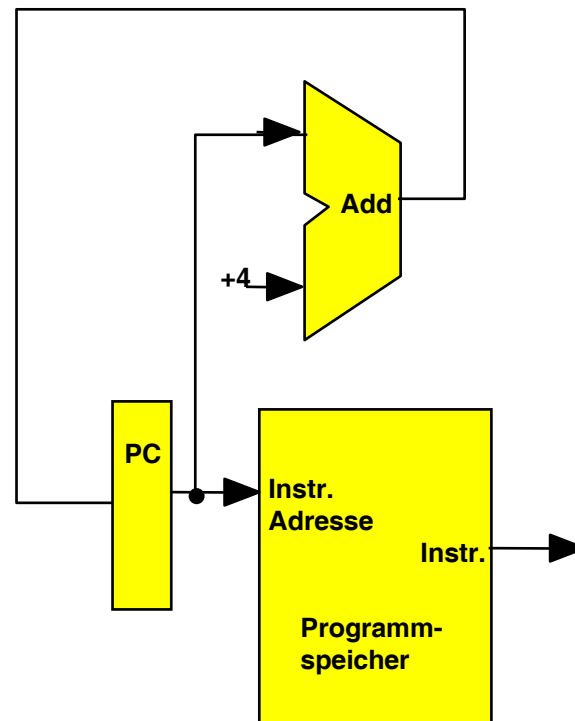 Add
+4
PC
Instr.
Adresse
Instr.
Programm-
speicher